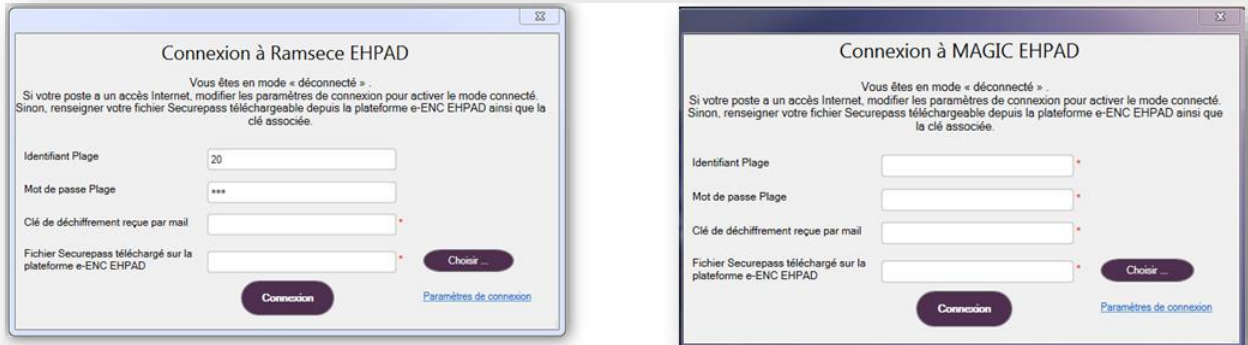 Connexion à Ramsece EHPAD
Vous êtes en mode « déconnecté » .
Si votre poste a un accès Internet, modifier les paramètres de connexion pour activer le mode connecté.
Sinon, renseigner votre fichier Securepass téléchargeable depuis la plateforme e-ENC EHPAD ainsi que la
clé associée.
Identifiant Plage
20
Mot de passe Plage
***
Clé de déchiffrement reçue par mail
*
Fichier Securepass téléchargé sur la
plateforme e-ENC EHPAD
*
Choisir ...
Connexion
Paramètres de connexion
Connexion à MAGIC EHPAD
Vous êtes en mode « déconnecté » .
Si votre poste a un accès Internet, modifier les paramètres de connexion pour activer le mode connecté.
Sinon, renseigner votre fichier Securepass téléchargeable depuis la plateforme e-ENC EHPAD ainsi que
la clé associée.
Identifiant Plage
*
Mot de passe Plage
*
Clé de déchiffrement reçue par mail
*
Fichier Securepass téléchargé sur la
plateforme e-ENC EHPAD
*
Choisir ...
Connexion
Paramètres de connexion